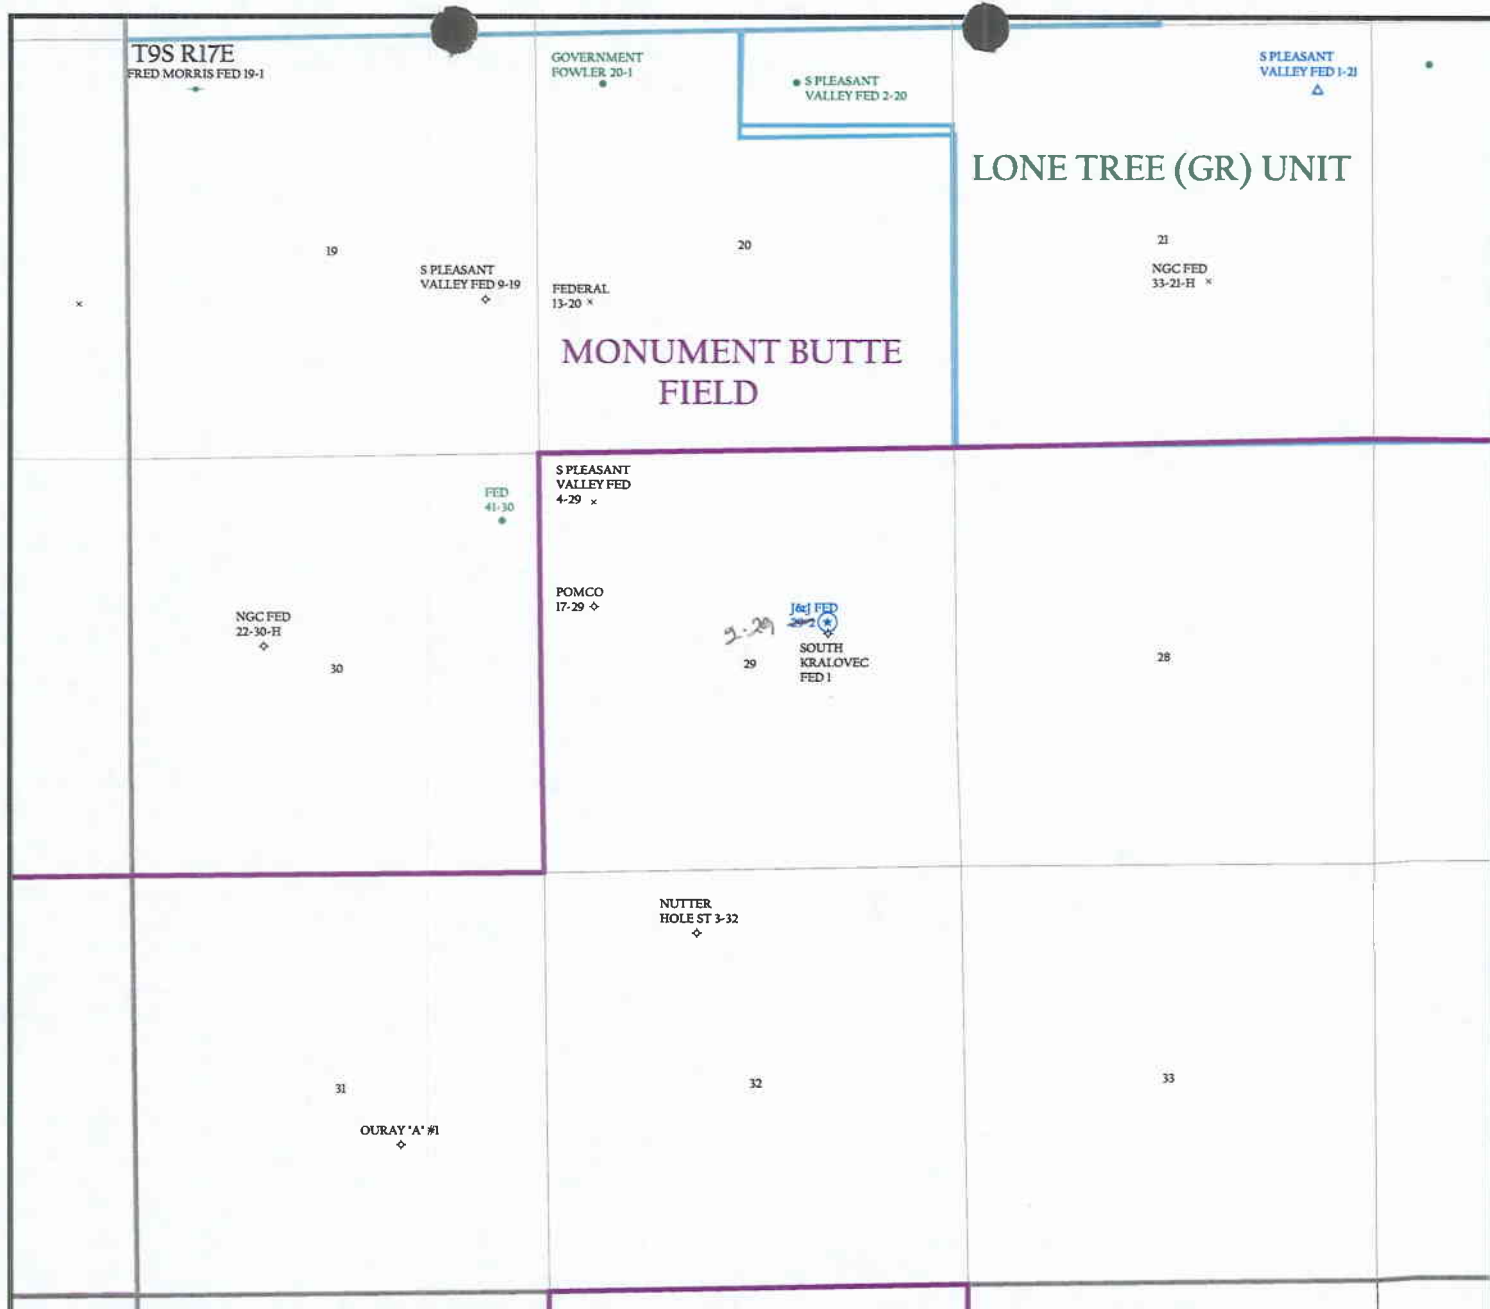 T9S R17E
FRED MORRIS FED 19-1
GOVERNMENT
FOWLER 20-1
S PLEASANT
VALLEY FED 2-20
S PLEASANT
VALLEY FED 1-21
LONE TREE (GR) UNIT
19
20
21
S PLEASANT
VALLEY FED 9-19
FEDERAL
13-20
NGC FED
33-21-H
MONUMENT BUTTE
FIELD
S PLEASANT
VALLEY FED
4-29
FED
41-30
POMCO
17-29
NGC FED
22-30-H
30
2-29
J&J FED
29-2
SOUTH
KRALOVEC
FED 1
29
28
NUTTER
HOLE ST 3-32
31
32
33
OURAY "A" #1